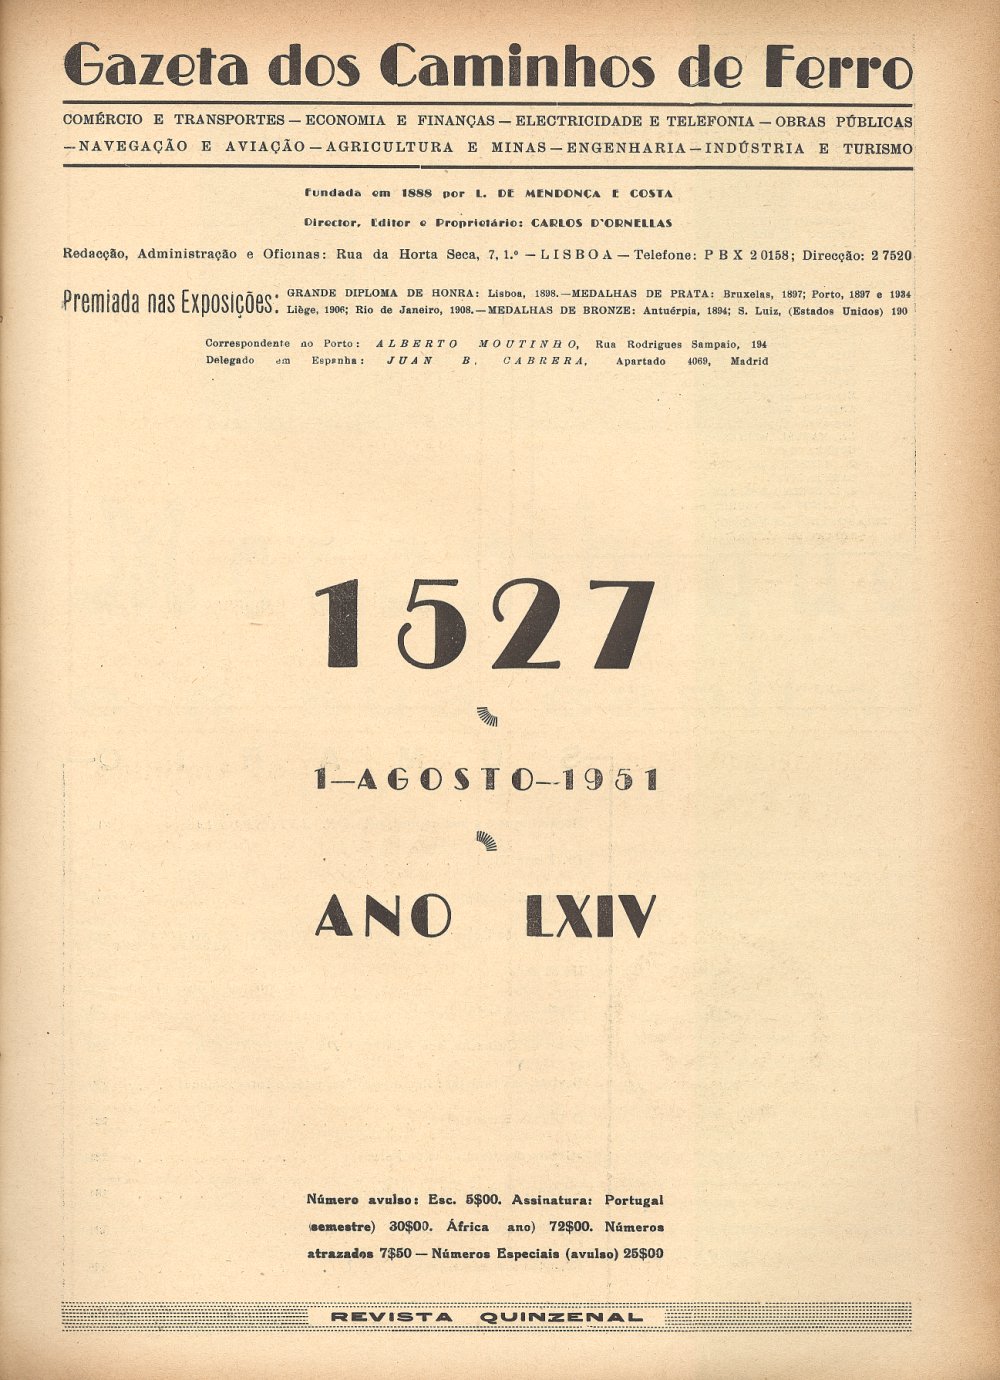 Gazeta dos Caminhos de Ferro
COMÉRCIO E TRANSPORTES — ECONOMIA E FINANÇAS — ELECTRICIDADE E TELEFONIA — OBRAS PÚBLICAS
— NAVEGAÇÃO E AVIAÇÃO — AGRICULTURA E MINAS — ENGENHARIA — INDÚSTRIA E TURISMO
Fundada em 1888 por L. DE MENDONÇA E COSTA
Director, Editor e Proprietário: CARLOS D'ORNELLAS
Redacção, Administração e Oficinas: Rua da Horta Seca, 7, 1.º — LISBOA — Telefone: PBX 20158; Direcção: 27520
Premiada nas Exposições:
GRANDE DIPLOMA DE HONRA: Lisboa, 1898. — MEDALHAS DE PRATA: Bruxelas, 1897; Porto, 1897 e 1934
Liège, 1906; Rio de Janeiro, 1908. — MEDALHAS DE BRONZE: Antuérpia, 1894; S. Luiz, (Estados Unidos) 190
Correspondente no Porto: ALBERTO MOUTINHO, Rua Rodrigues Sampaio, 194
Delegado em Espanha: JUAN B. CABRERA, Apartado 4069, Madrid
1527
1—AGOSTO—1951
ANO LXIV
Número avulso: Esc. 5$00. Assinatura: Portugal
(semestre) 30$00. África ano) 72$00. Números
atrazados 7$50 — Números Especiais (avulso) 25$00
REVISTA QUINZENAL